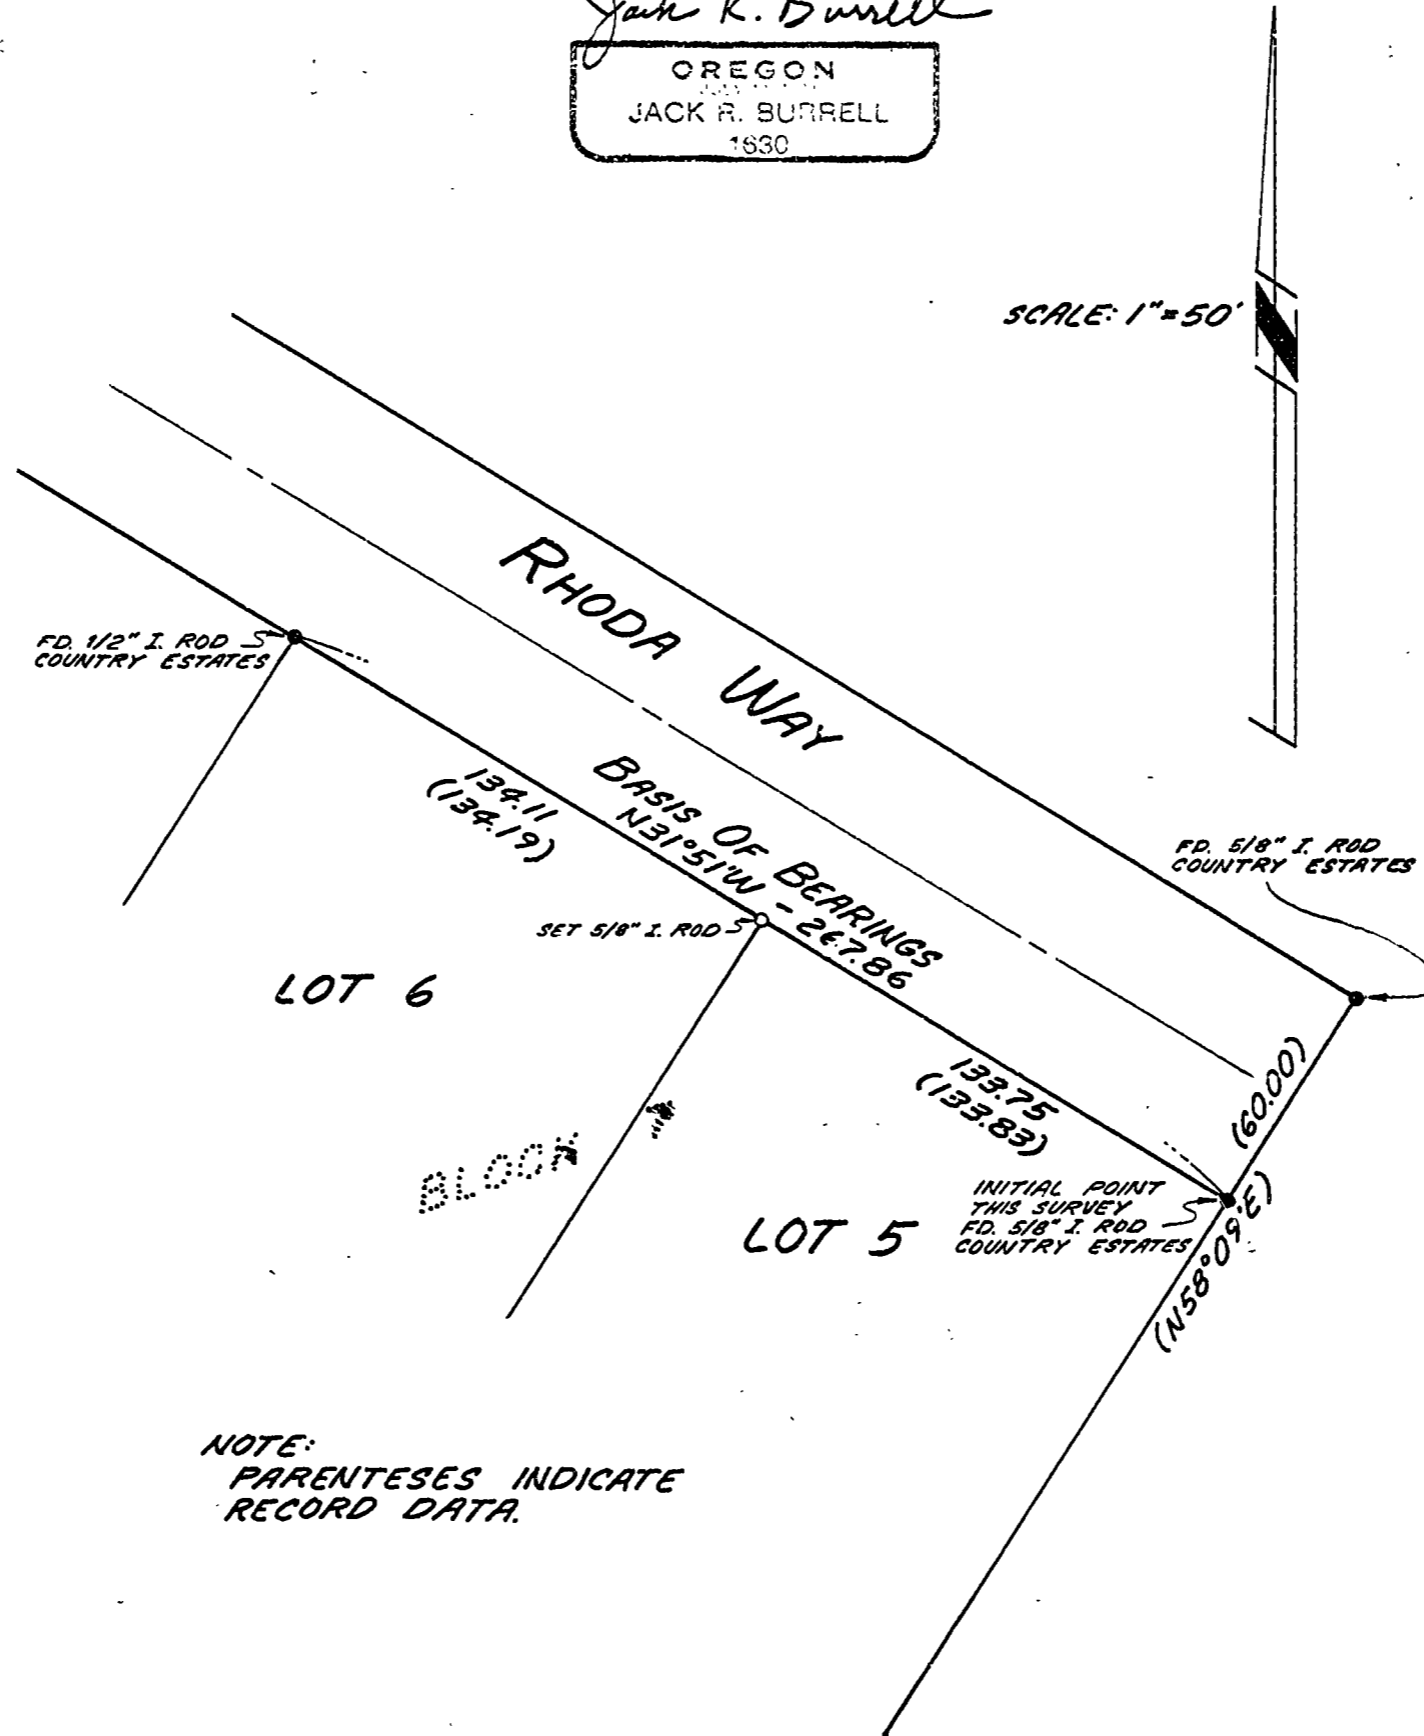 Jack R. Burrell
OREGON
JACK R. BURRELL
1630
SCALE: 1"=50'
RHODA WAY
FD. 1/2" I. ROD
COUNTRY ESTATES
134.11
(134.19)
BASIS OF BEARINGS
N31°51'W - 267.86
FD. 5/8" I. ROD
COUNTRY ESTATES
SET 5/8" I. ROD
LOT 6
133.75
(133.83)
(60.00)
BLOCK
LOT 5
INITIAL POINT
THIS SURVEY
FD. 5/8" I. ROD
COUNTRY ESTATES
(N58°09'E)
NOTE:
PARENTESES INDICATE
RECORD DATA.